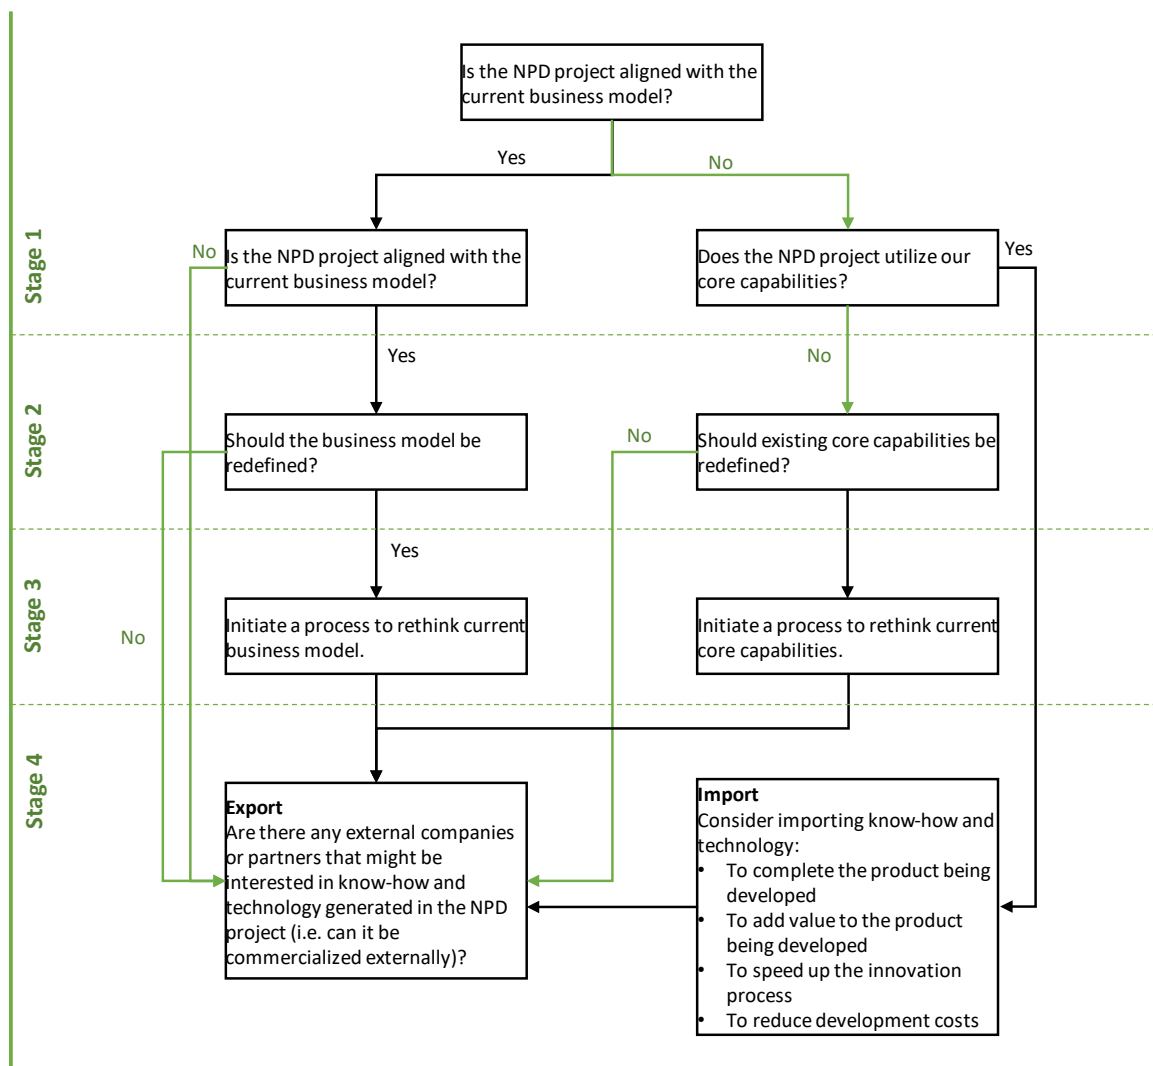 Is the NPD project aligned with the
current business model?
Yes
No
Stage 1
No
Is the NPD project aligned with the
current business model?
Does the NPD project utilize our
core capabilities?
Yes
Yes
No
Stage 2
Should the business model be
redefined?
No
Should existing core capabilities be
redefined?
Yes
Stage 3
No
Initiate a process to rethink current
business model.
Initiate a process to rethink current
core capabilities.
Stage 4
Export
Are there any external companies
or partners that might be
interested in know-how and
technology generated in the NPD
project (i.e. can it be
commercialized externally)?
Import
Consider importing know-how and
technology:
• To complete the product being
developed
• To add value to the product
being developed
• To speed up the innovation
process
• To reduce development costs